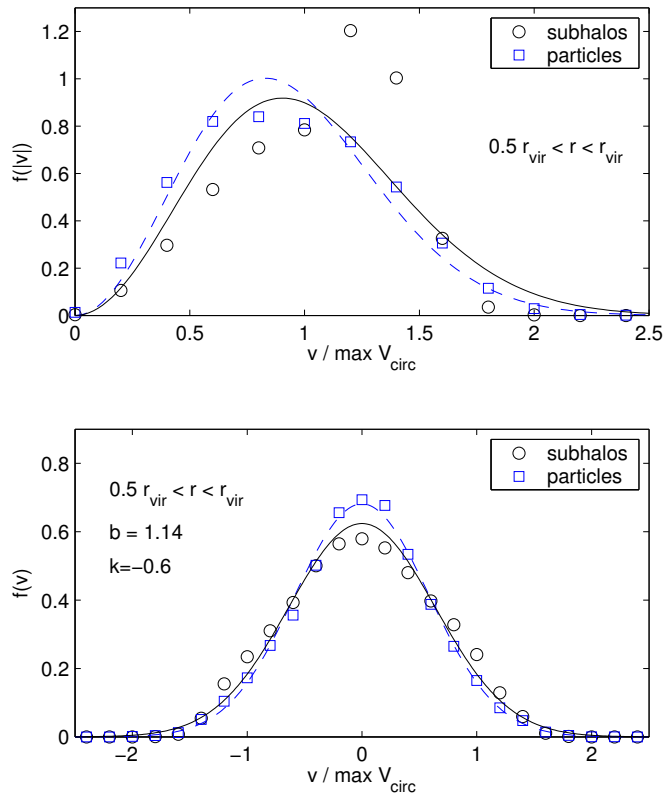 subhalos
particles
0.5 r_vir < r < r_vir
f(|v|)
1.2
1
0.8
0.6
0.4
0.2
0
0 0.5 1 1.5 2 2.5
v / max V_circ
subhalos
particles
0.5 r_vir < r < r_vir
b = 1.14
k=−0.6
f(v)
0.8
0.6
0.4
0.2
0
−2 −1 0 1 2
v / max V_circ